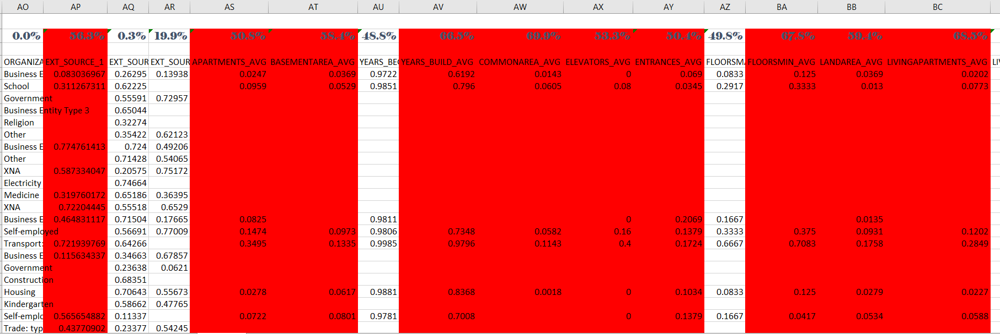 AO AP AQ AR AS AT AU AV AW AX AY AZ BA BB BC
0.0% 56.3% 0.3% 19.9% 50.8% 58.4% 48.8% 66.5% 69.9% 53.3% 50.4% 49.8% 67.8% 59.4% 68.5%
ORGANIZA EXT_SOURCE_1 EXT_SOUR EXT_SOUR APARTMENTS_AVG BASEMENTAREA_AVG YEARS_BEG YEARS_BUILD_AVG COMMONAREA_AVG ELEVATORS_AVG ENTRANCES_AVG FLOORSM FLOORSMIN_AVG LANDAREA_AVG LIVINGAPARTMENTS_AVG LIV
Business E 0.083036967 0.26295 0.13938 0.0247 0.0369 0.9722 0.6192 0.0143 0 0.069 0.0833 0.125 0.0369 0.0202
School 0.311267311 0.62225 0.0959 0.0529 0.9851 0.796 0.0605 0.08 0.0345 0.2917 0.3333 0.013 0.0773
Government 0.55591 0.72957
Business Entity Type 3 0.65044
Religion 0.32274
Other 0.35422 0.62123
Business E 0.774761413 0.724 0.49206
Other 0.71428 0.54065
XNA 0.587334047 0.20575 0.75172
Electricity 0.74664
Medicine 0.319760172 0.65186 0.36395
XNA 0.72204445 0.55518 0.6529
Business E 0.464831117 0.71504 0.17665 0.0825 0.9811 0 0.2069 0.1667 0.0135
Self-employed 0.56691 0.77009 0.1474 0.0973 0.9806 0.7348 0.0582 0.16 0.1379 0.3333 0.375 0.0931 0.1202
Transport: 0.721939769 0.64266 0.3495 0.1335 0.9985 0.9796 0.1143 0.4 0.1724 0.6667 0.7083 0.1758 0.2849
Business E 0.115634337 0.34663 0.67857
Government 0.23638 0.0621
Construction 0.68351
Housing 0.70643 0.55673 0.0278 0.0617 0.9881 0.8368 0.0018 0 0.1034 0.0833 0.125 0.0279 0.0227
Kindergarten 0.58662 0.47765
Self-emplo 0.565654882 0.11337 0.0722 0.0801 0.9781 0.7008 0 0.1379 0.1667 0.0417 0.0534 0.0588
Trade: typ 0.43770902 0.23377 0.54245